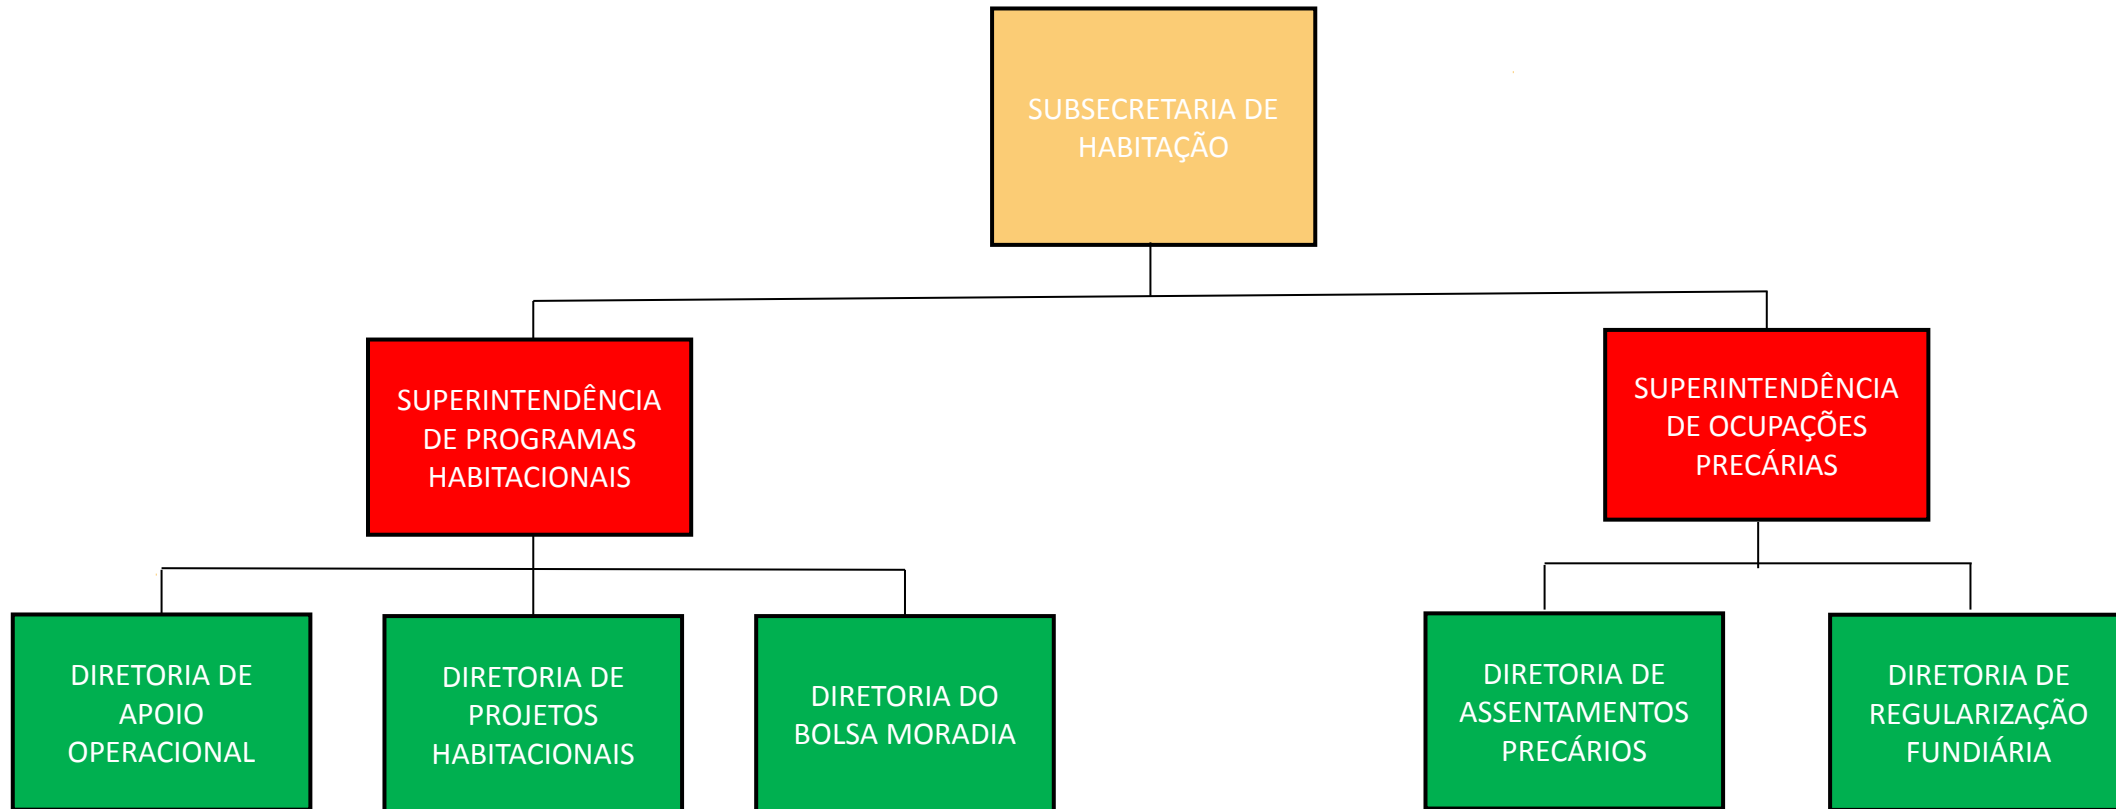 SUBSECRETARIA DE
HABITAÇÃO
SUPERINTENDÊNCIA
DE PROGRAMAS
HABITACIONAIS
SUPERINTENDÊNCIA
DE OCUPAÇÕES
PRECÁRIAS
DIRETORIA DE
APOIO
OPERACIONAL
DIRETORIA DE
PROJETOS
HABITACIONAIS
DIRETORIA DO
BOLSA MORADIA
DIRETORIA DE
ASSENTAMENTOS
PRECÁRIOS
DIRETORIA DE
REGULARIZAÇÃO
FUNDIÁRIA